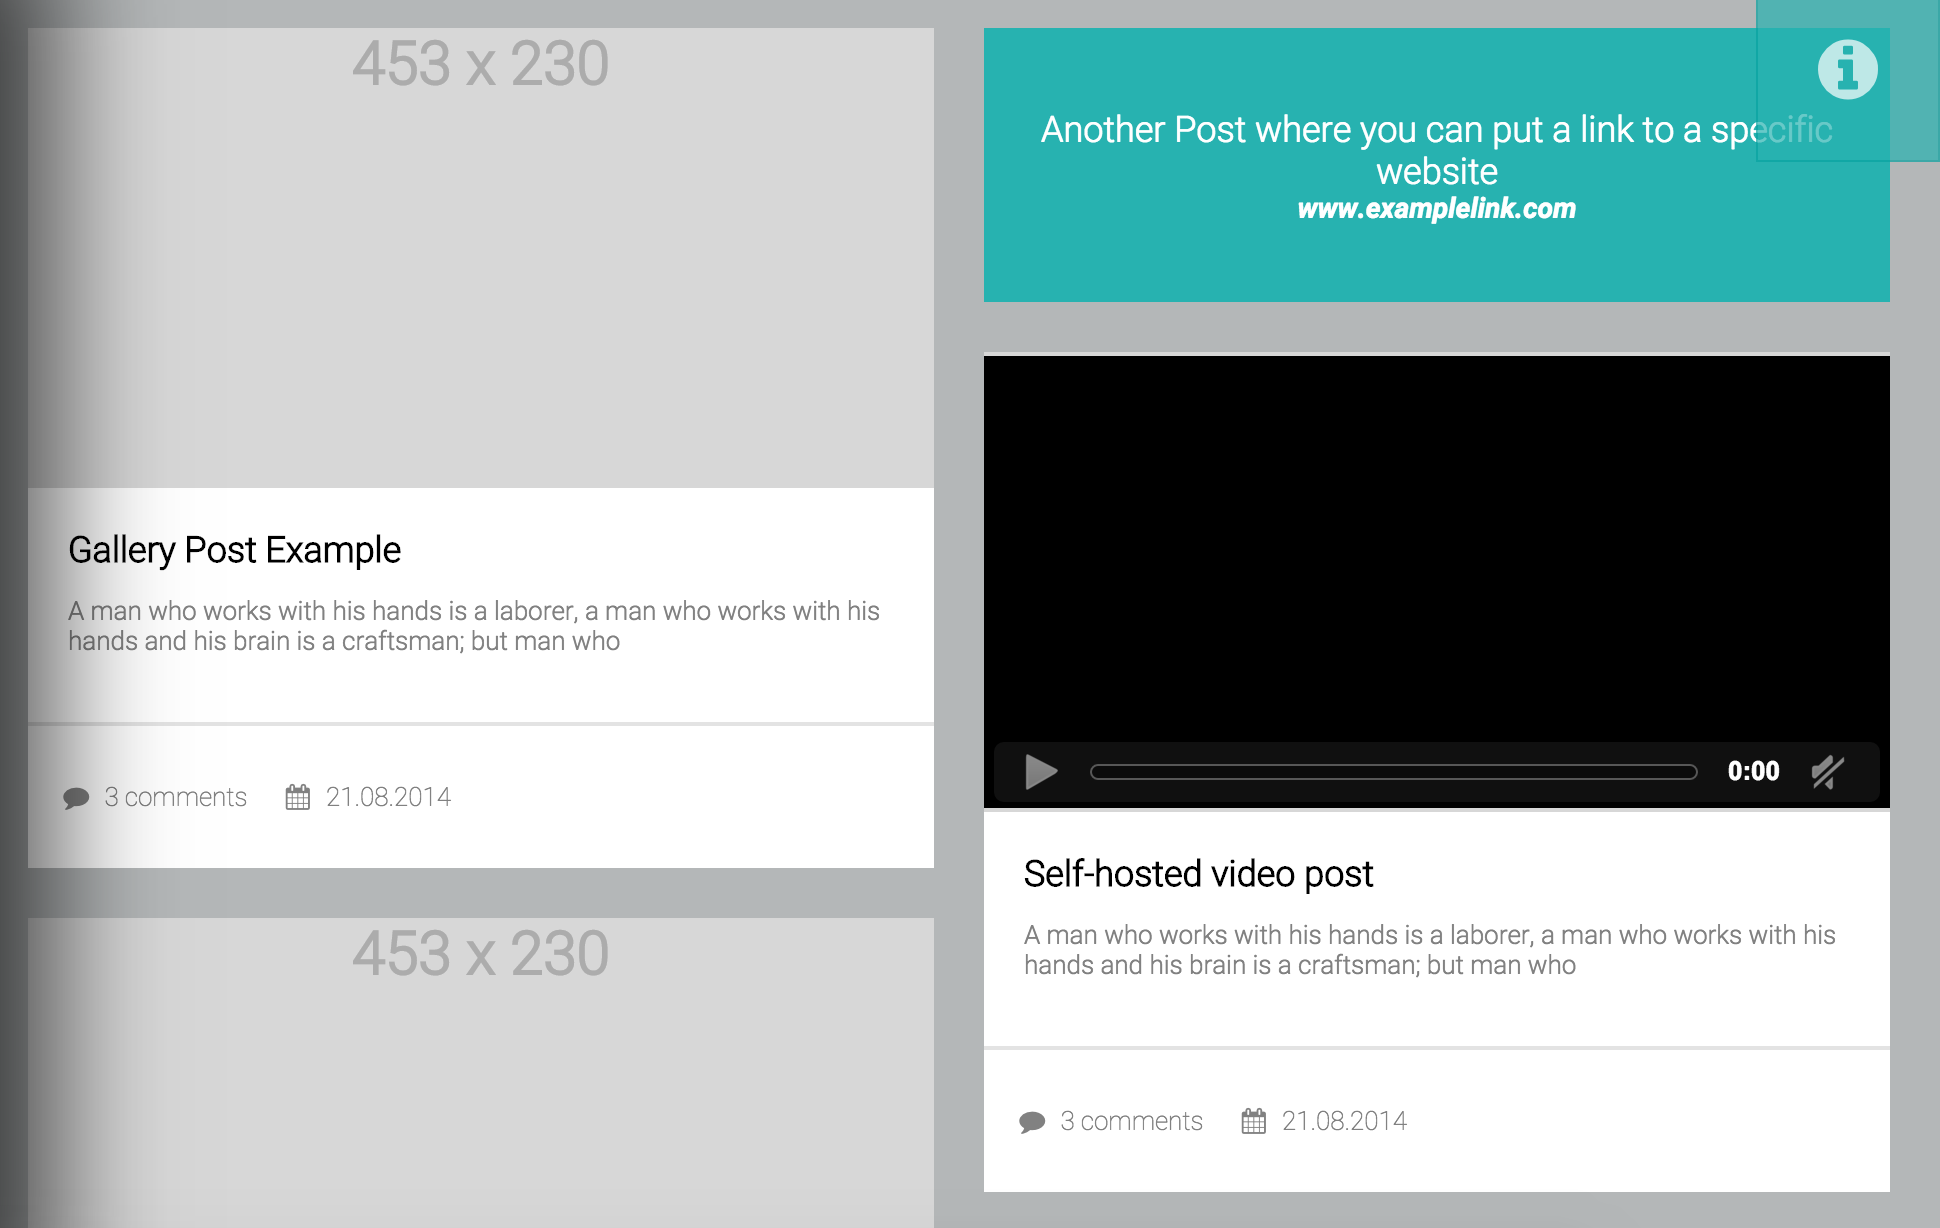 453 x 230
Gallery Post Example
A man who works with his hands is a laborer, a man who works with his
hands and his brain is a craftsman; but man who
3 comments 21.08.2014
453 x 230
Another Post where you can put a link to a specific
website
www.examplelink.com
0:00
Self-hosted video post
A man who works with his hands is a laborer, a man who works with his
hands and his brain is a craftsman; but man who
3 comments 21.08.2014